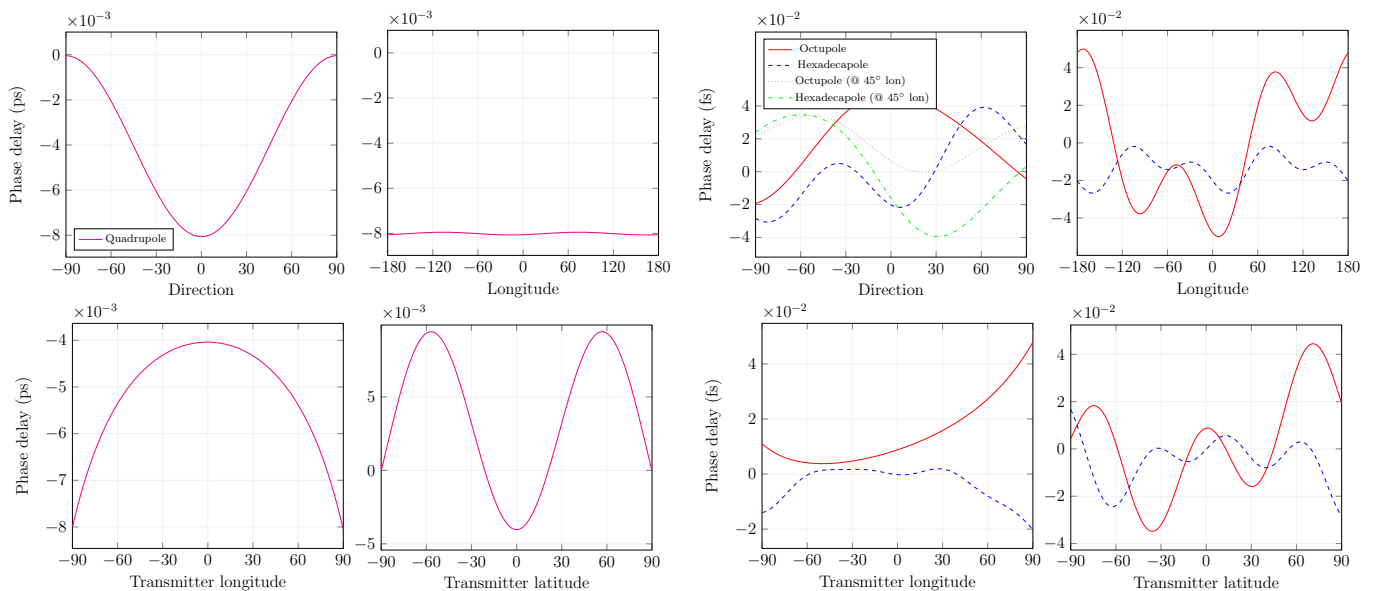 ×10⁻³
Phase delay (ps)
0
−2
−4
−6
−8
Quadrupole
−90 −60 −30 0 30 60 90
Direction
×10⁻³
0
−2
−4
−6
−8
−180 −120 −60 0 60 120 180
Longitude
×10⁻²
Phase delay (fs)
4
2
0
−2
−4
Octupole
Hexadecapole
Octupole (@ 45° lon)
Hexadecapole (@ 45° lon)
−90 −60 −30 0 30 60 90
Direction
×10⁻²
4
2
0
−2
−4
−180 −120 −60 0 60 120 180
Longitude
×10⁻³
Phase delay (ps)
−4
−5
−6
−7
−8
−90 −60 −30 0 30 60 90
Transmitter longitude
×10⁻³
5
0
−5
−90 −60 −30 0 30 60 90
Transmitter latitude
×10⁻²
Phase delay (fs)
4
2
0
−2
−90 −60 −30 0 30 60 90
Transmitter longitude
×10⁻²
4
2
0
−2
−4
−90 −60 −30 0 30 60 90
Transmitter latitude